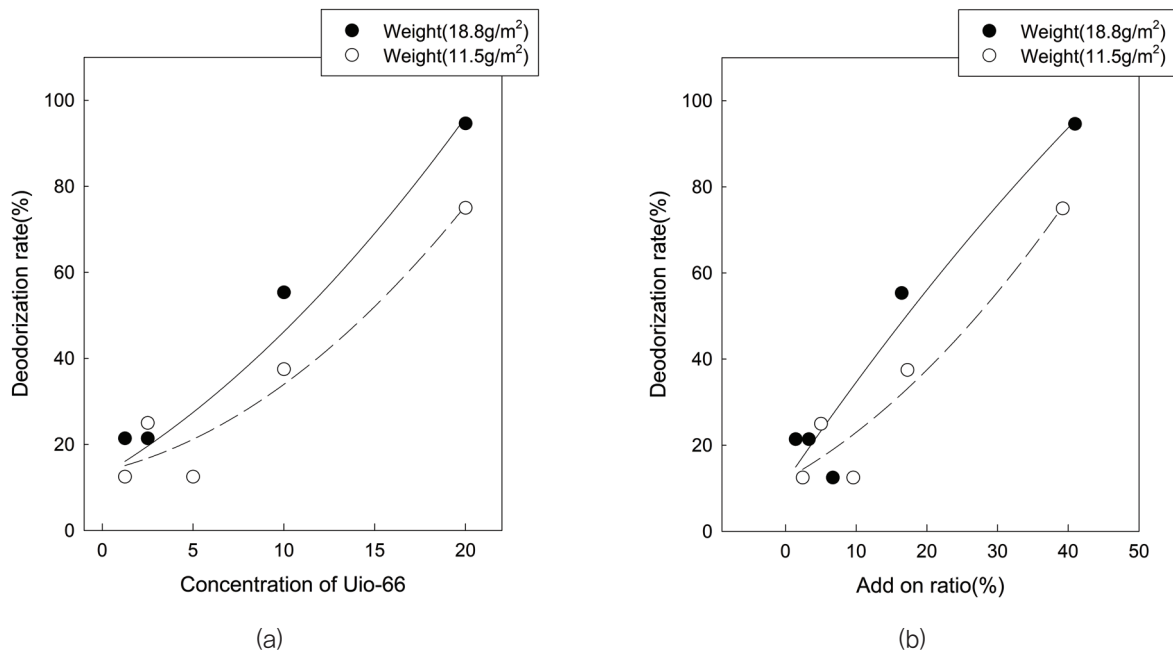 Weight(18.8g/m²)
Weight(11.5g/m²)
100
80
60
40
20
0
Deodorization rate(%)
0 5 10 15 20
Concentration of Uio-66
(a)
Weight(18.8g/m²)
Weight(11.5g/m²)
100
80
60
40
20
0
Deodorization rate(%)
0 10 20 30 40 50
Add on ratio(%)
(b)